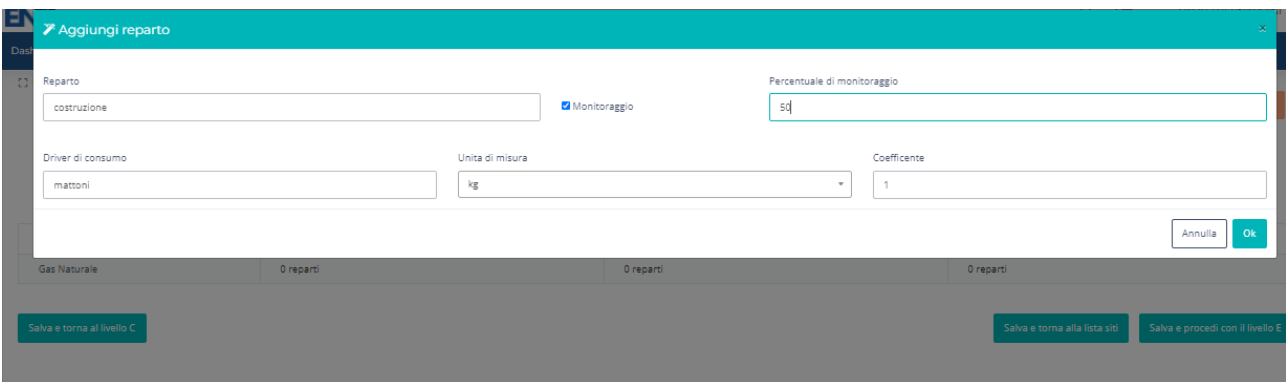 Aggiungi reparto
×
Reparto
Percentuale di monitoraggio
costruzione
Monitoraggio
50
Driver di consumo
Unita di misura
Coefficente
mattoni
kg
1
Annulla
Ok
Gas Naturale
0 reparti
0 reparti
0 reparti
Salva e torna al livello C
Salva e torna alla lista siti
Salva e procedi con il livello E